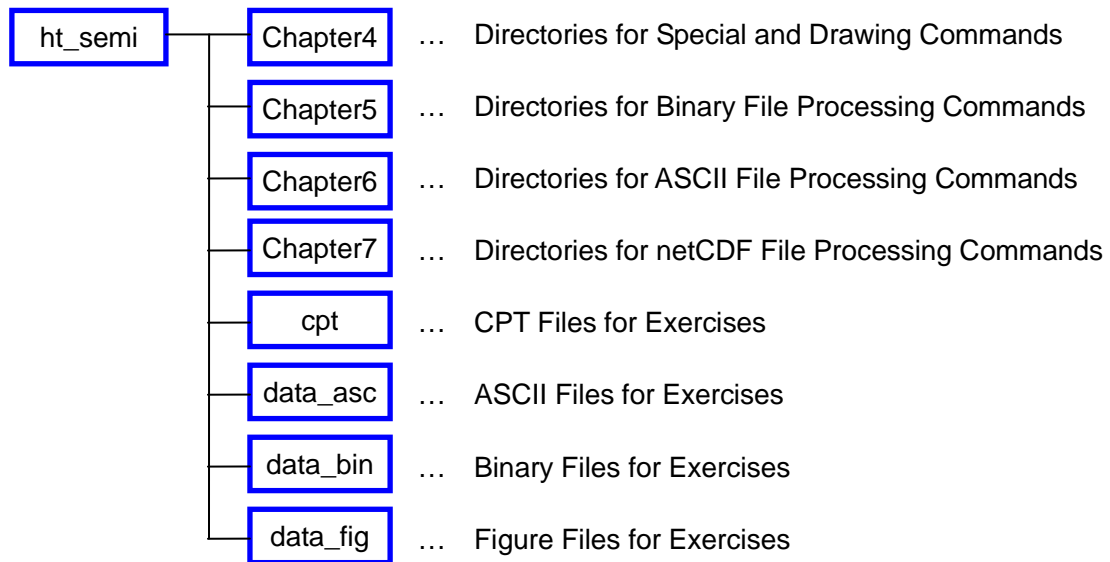 ht_semi Chapter4 … Directories for Special and Drawing Commands
Chapter5 … Directories for Binary File Processing Commands
Chapter6 … Directories for ASCII File Processing Commands
Chapter7 … Directories for netCDF File Processing Commands
cpt … CPT Files for Exercises
data_asc … ASCII Files for Exercises
data_bin … Binary Files for Exercises
data_fig … Figure Files for Exercises